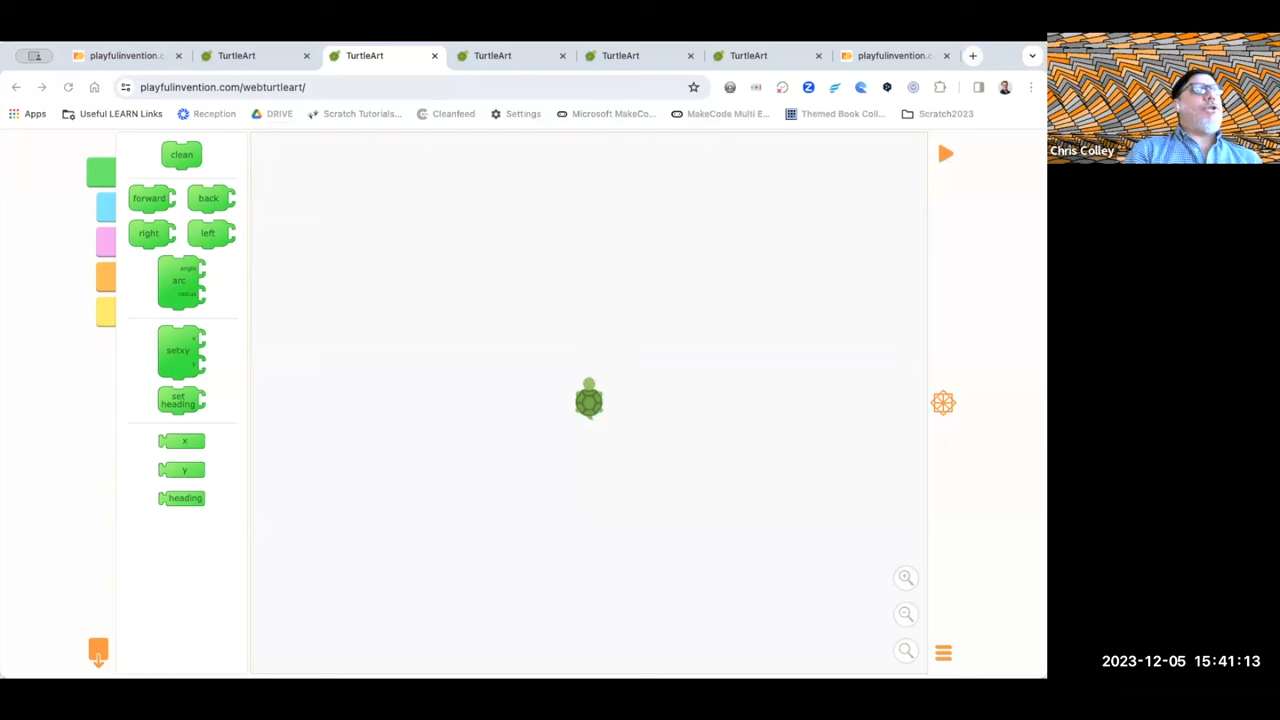 playfulinvention.c
TurtleArt
TurtleArt
TurtleArt
TurtleArt
TurtleArt
playfulinvention.c
playfulinvention.com/webturtleart/
Apps
Useful LEARN Links
Reception
DRIVE
Scratch Tutorials...
Cleanfeed
Settings
Microsoft MakeCo...
MakeCode Multi E...
Themed Book Coll...
Scratch2023
clean
forward
back
right
left
angle
arc
radius
x
setxy
y
set
heading
x
y
heading
Chris Colley
2023-12-05 15:41:13